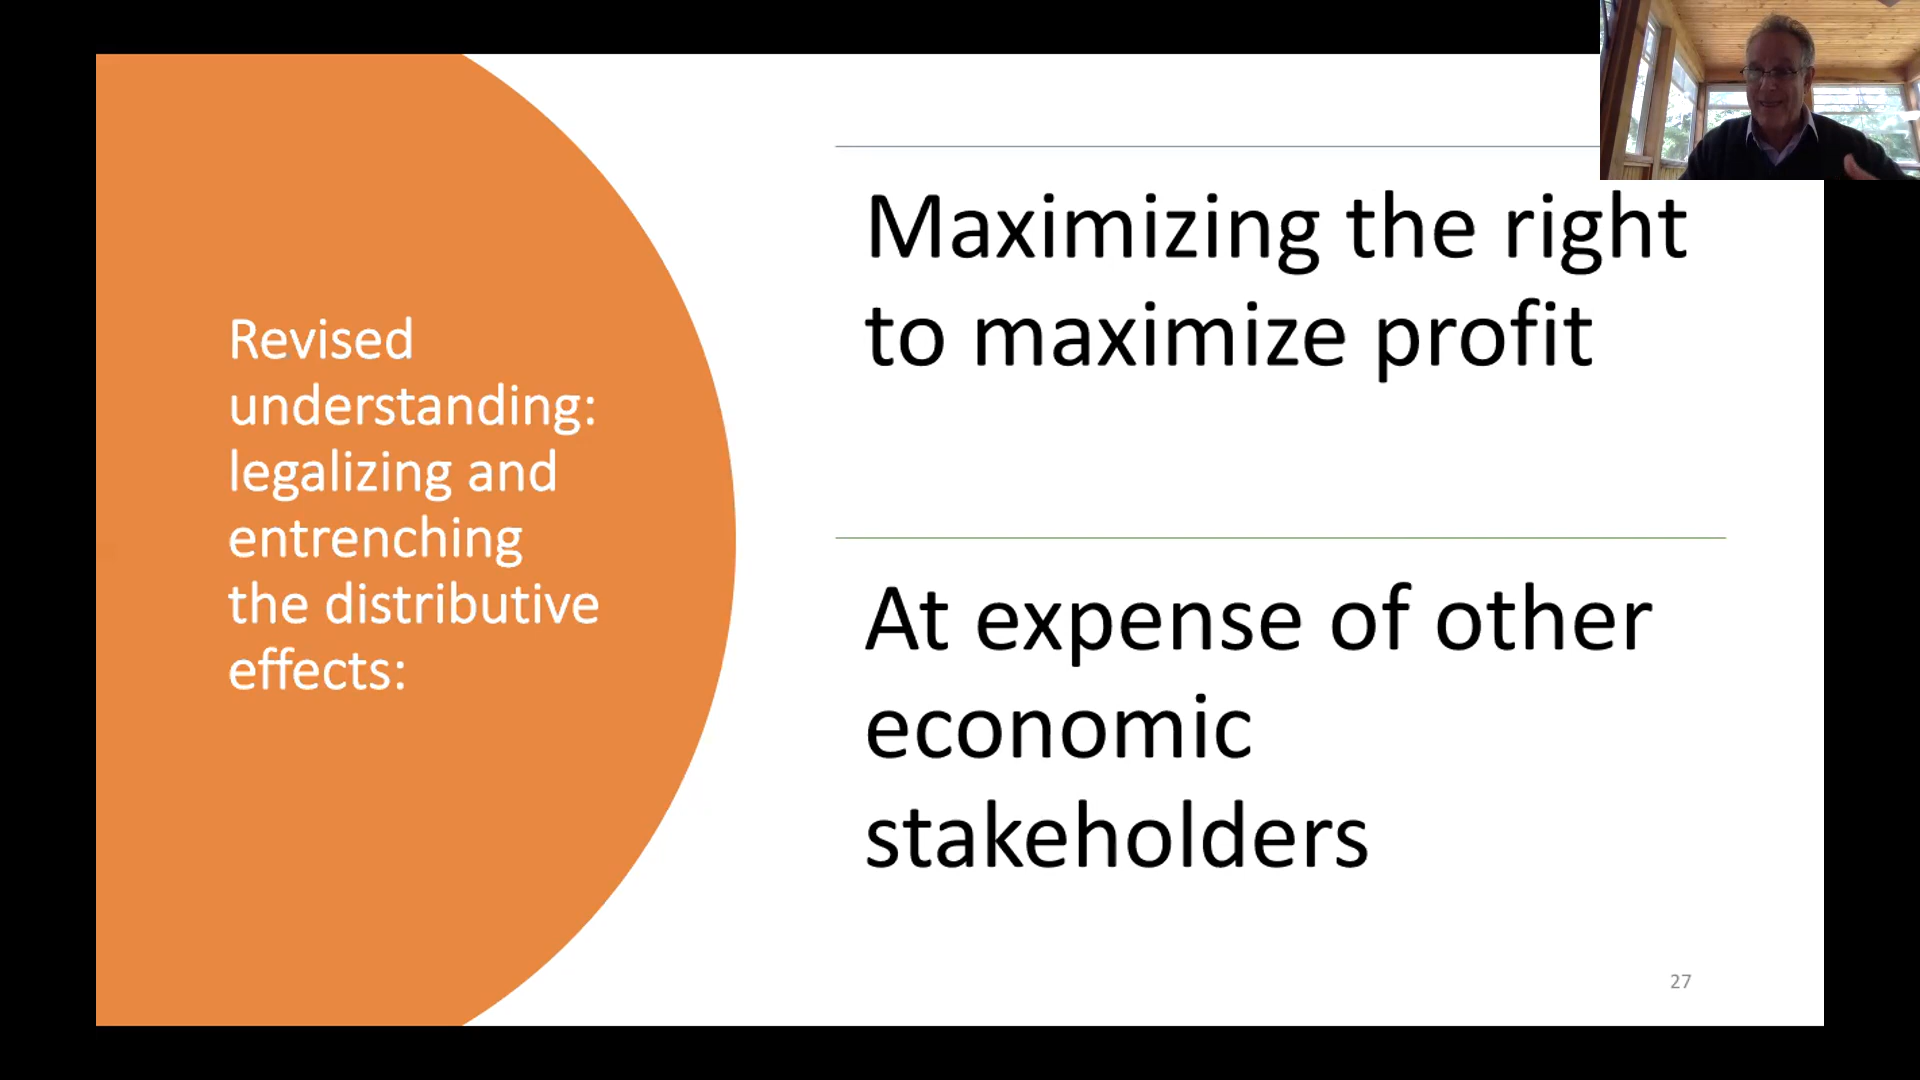 Revised
understanding:
legalizing and
entrenching
the distributive
effects:
Maximizing the right
to maximize profit
At expense of other
economic
stakeholders
27